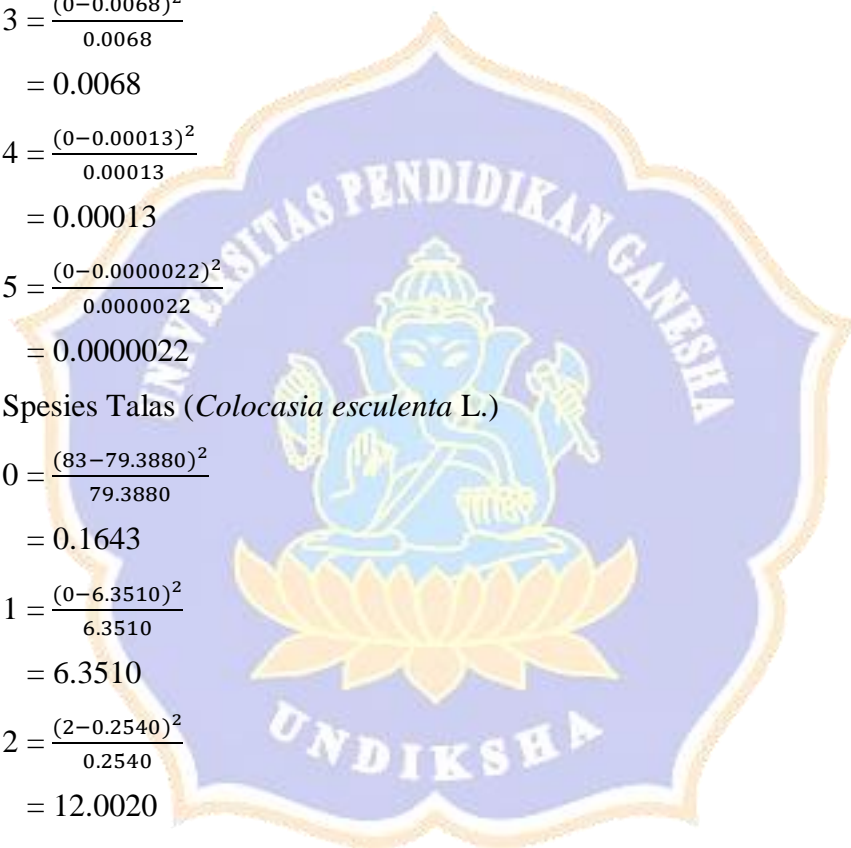 3 = (0−0.0068)² / 0.0068
= 0.0068
4 = (0−0.00013)² / 0.00013
= 0.00013
5 = (0−0.0000022)² / 0.0000022
= 0.0000022
Spesies Talas (Colocasia esculenta L.)
0 = (83−79.3880)² / 79.3880
= 0.1643
1 = (0−6.3510)² / 6.3510
= 6.3510
2 = (2−0.2540)² / 0.2540
= 12.0020
UNIVERSITAS PENDIDIKAN GANESHA
UNDIKSHA